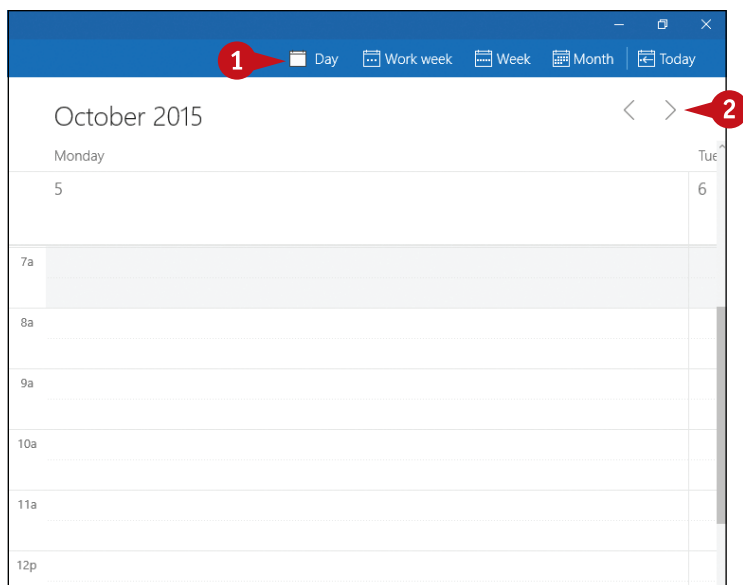 1 Day Work week Week Month Today
October 2015 2
Monday Tue
5 6
7a
8a
9a
10a
11a
12p